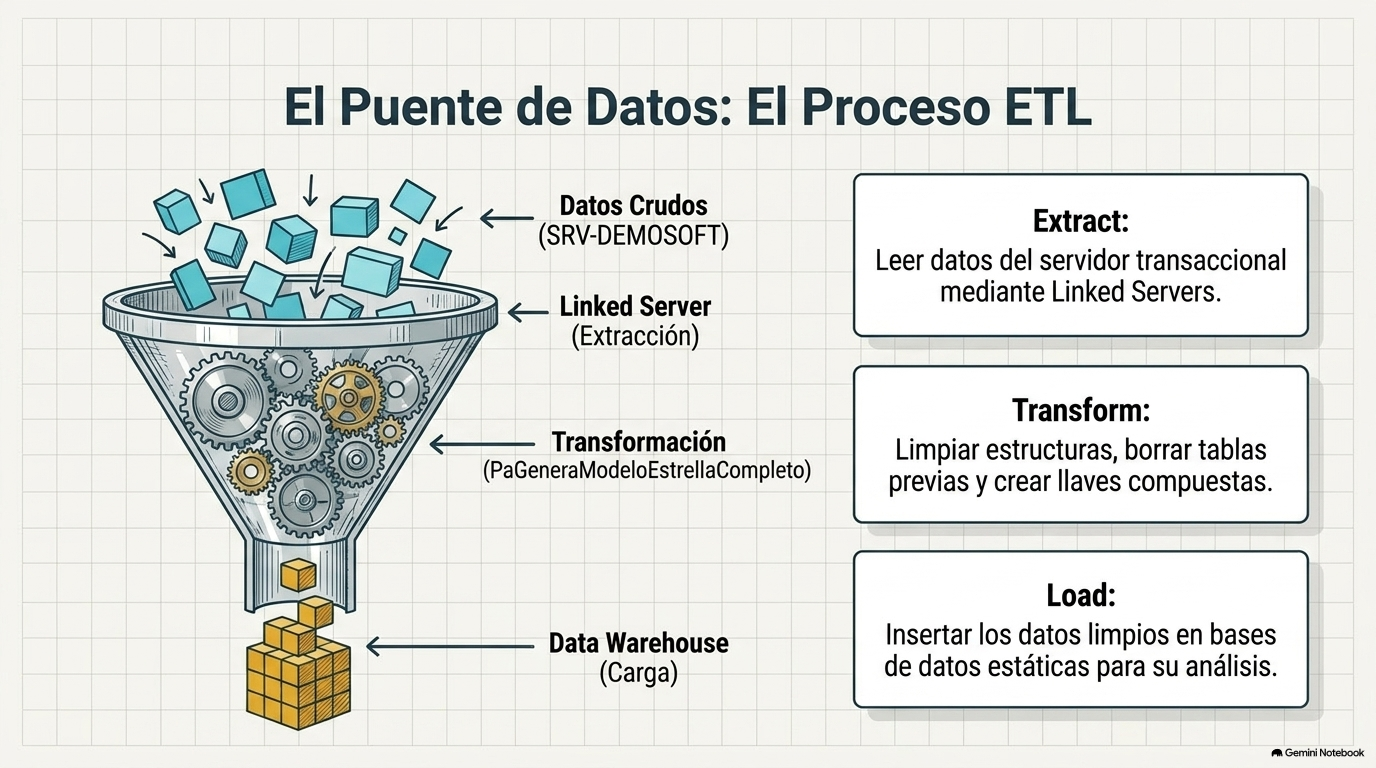 El Puente de Datos: El Proceso ETL
Datos Crudos
(SRV-DEMOSOFT)
Linked Server
(Extracción)
Transformación
(PaGeneraModeloEstrellaCompleto)
Data Warehouse
(Carga)
Extract:
Leer datos del servidor transaccional
mediante Linked Servers.
Transform:
Limpiar estructuras, borrar tablas
previas y crear llaves compuestas.
Load:
Insertar los datos limpios en bases
de datos estáticas para su análisis.
Gemini Notebook